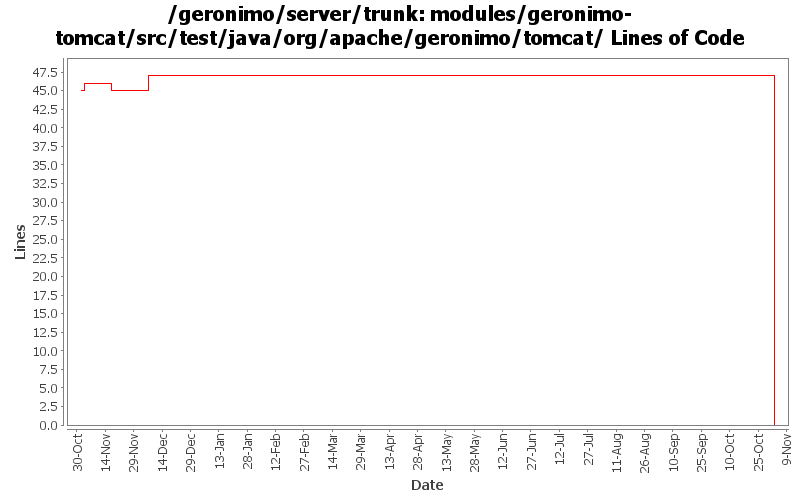 /geronimo/server/trunk: modules/geronimo-
tomcat/src/test/java/org/apache/geronimo/tomcat/ Lines of Code
47.5
45.0
42.5
40.0
37.5
35.0
32.5
30.0
27.5
25.0
22.5
20.0
17.5
15.0
12.5
10.0
7.5
5.0
2.5
0.0
Lines
30-Oct
14-Nov
29-Nov
14-Dec
29-Dec
13-Jan
28-Jan
12-Feb
27-Feb
14-Mar
29-Mar
13-Apr
28-Apr
13-May
28-May
12-Jun
27-Jun
12-Jul
27-Jul
11-Aug
26-Aug
10-Sep
25-Sep
10-Oct
25-Oct
9-Nov
Date